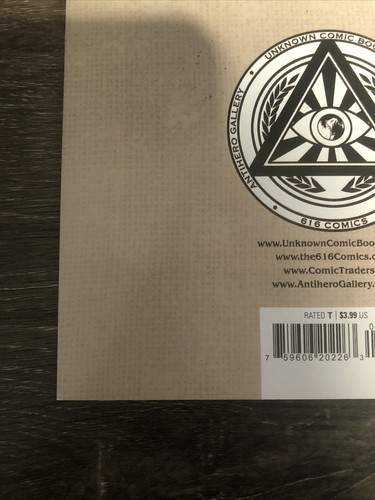 UNKNOWN COMIC BOO
ANTIHERO GALLERY
616 COMICS
www.UnknownComicBoo
www.the616Comics.c
www.ComicTraders
www.AntiheroGallery.
RATED T | $3.99 US
0
7 59606 20226 3